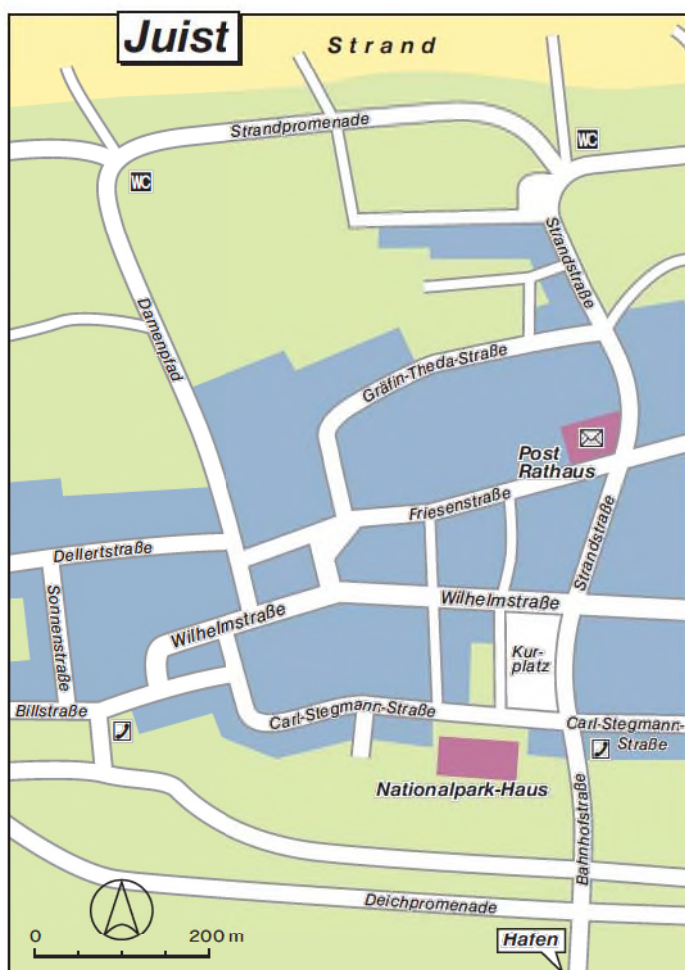 Juist
Strand
Strandpromenade
WC
WC
Strandstraße
Damenpfad
Gräfin-Theda-Straße
Post
Rathaus
Friesenstraße
Dellertstraße
Strandstraße
Sonnenstraße
Wilhelmstraße
Wilhelmstraße
Kur-
platz
Billstraße
Carl-Stegmann-Straße
Carl-Stegmann-
Straße
Nationalpark-Haus
Bahnhofstraße
Deichpromenade
0 200 m
Hafen